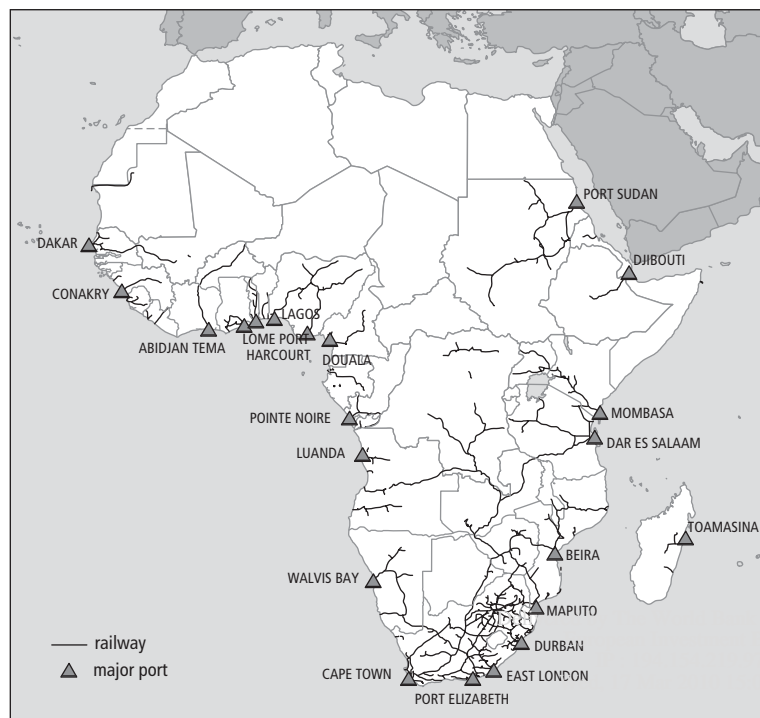 PORT SUDAN
DAKAR
DJIBOUTI
CONAKRY
LAGOS
ABIDJAN TEMA
LOME PORT
HARCOURT
DOUALA
POINTE NOIRE
MOMBASA
DAR ES SALAAM
LUANDA
TOAMASINA
BEIRA
WALVIS BAY
MAPUTO
railway
DURBAN
major port
CAPE TOWN
EAST LONDON
PORT ELIZABETH